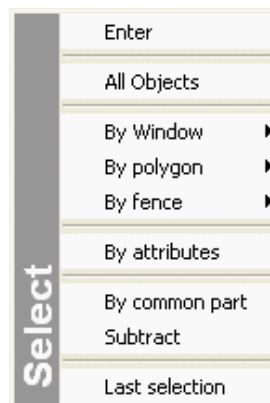 Select
Enter
All Objects
By Window
By polygon
By fence
By attributes
By common part
Subtract
Last selection